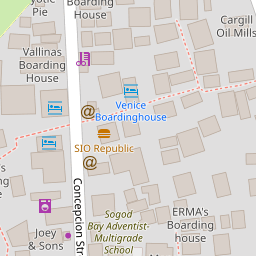 Pie
Boarding
House
Cargill
Oil Mills
Vallinas
Boarding
House
Venice
Boardinghouse
@
SIO Republic
@
Concepcion Str
Sogod
Bay Adventist-
Multigrade
School
ERMA's
Boarding
house
Joey
& Sons